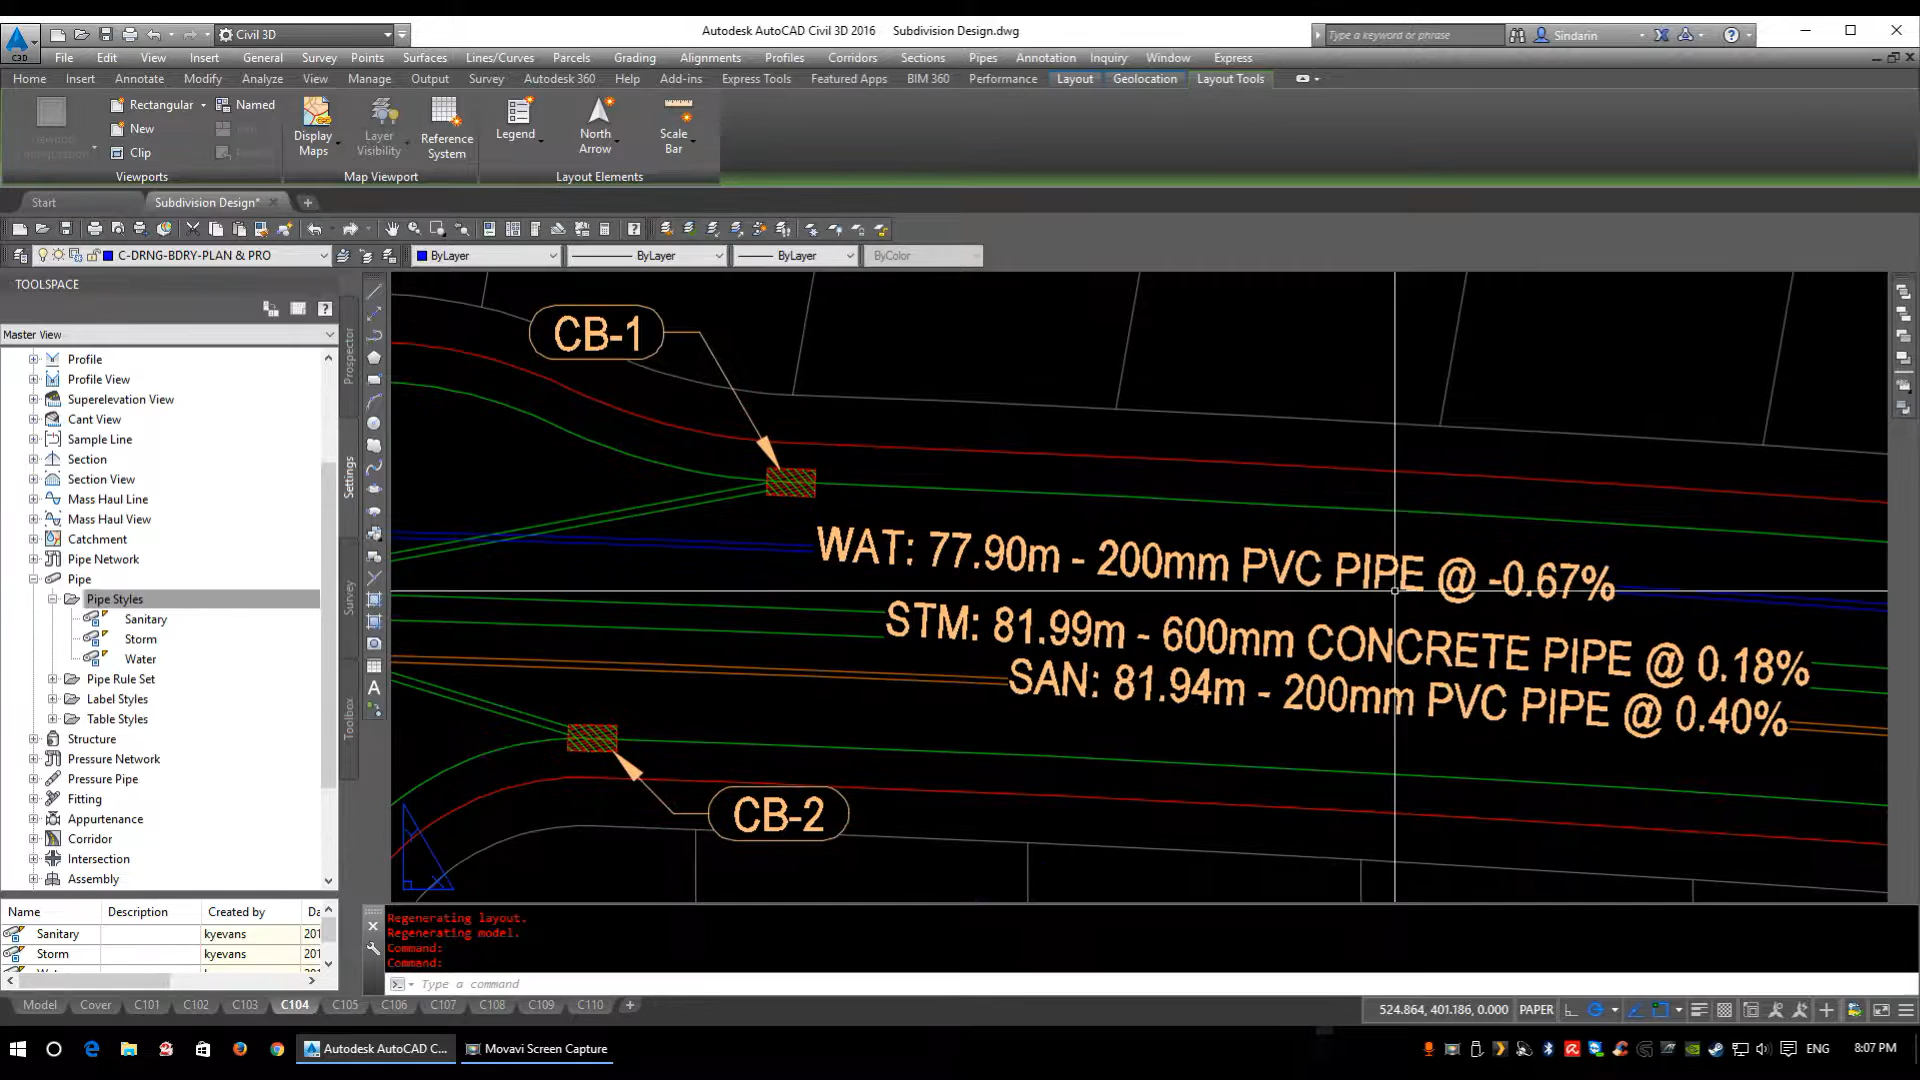 Civil 3D
Autodesk AutoCAD Civil 3D 2016 Subdivision Design.dwg
Type a keyword or phrase
Sindarin
C3D
File Edit View Insert General Survey Points Surfaces Lines/Curves Parcels Grading Alignments Profiles Corridors Sections Pipes Annotation Inquiry Window Express
Home Insert Annotate Modify Analyze View Manage Output Survey Autodesk 360 Help Add-ins Express Tools Featured Apps BIM 360 Performance Layout Geolocation Layout Tools
Rectangular
Named
New
Clip
Viewports
Display Maps
Layer Visibility
Reference System
Map Viewport
Legend
North Arrow
Scale Bar
Layout Elements
Start
Subdivision Design*
C-DRNG-BDRY-PLAN & PRO
ByLayer
ByLayer
ByLayer
ByColor
TOOLSPACE
Master View
Profile
Profile View
Superelevation View
Cant View
Sample Line
Section
Section View
Mass Haul Line
Mass Haul View
Catchment
Pipe Network
Pipe
Pipe Styles
Sanitary
Storm
Water
Pipe Rule Set
Label Styles
Table Styles
Structure
Pressure Network
Pressure Pipe
Fitting
Appurtenance
Corridor
Intersection
Assembly
Prospector
Settings
Survey
Toolbox
Name Description Created by Da
Sanitary kyevans 201
Storm kyevans 201
CB-1
WAT: 77.90m - 200mm PVC PIPE @ -0.67%
STM: 81.99m - 600mm CONCRETE PIPE @ 0.18%
SAN: 81.94m - 200mm PVC PIPE @ 0.40%
CB-2
Regenerating layout.
Regenerating model.
Command:
Command:
Type a command
Model Cover C101 C102 C103 C104 C105 C106 C107 C108 C109 C110
524.864, 401.186, 0.000 PAPER
Autodesk AutoCAD C...
Movavi Screen Capture
ENG
8:07 PM